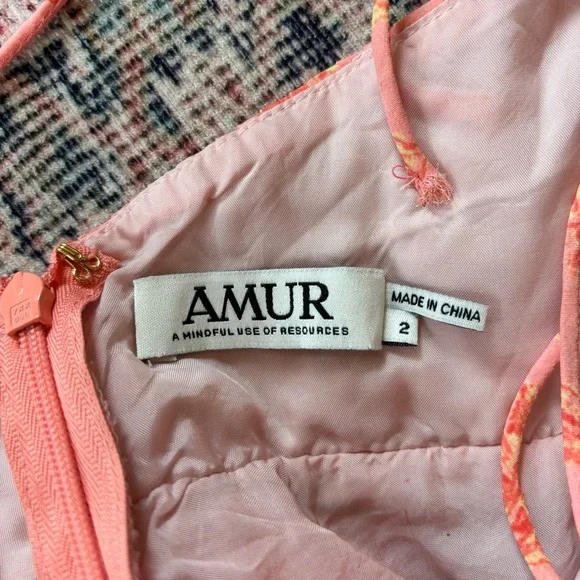 AMUR
A MINDFUL USE OF RESOURCES
MADE IN CHINA
2